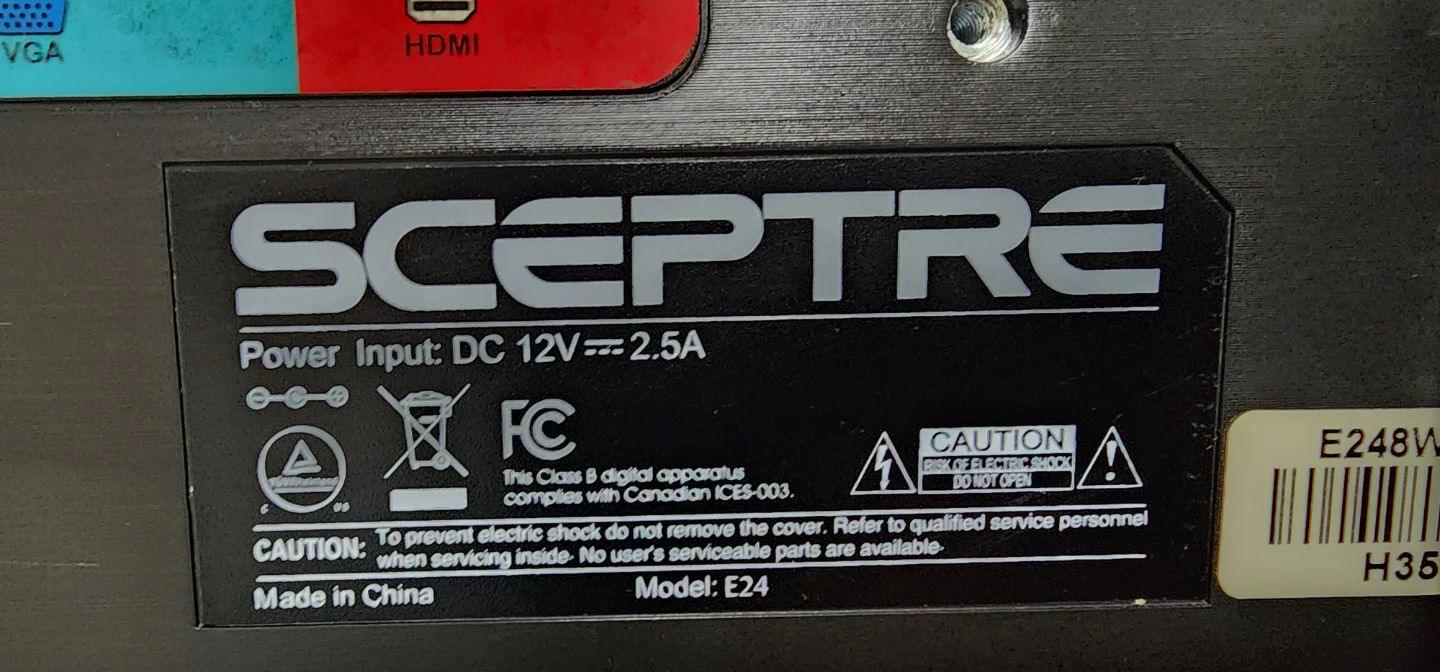 VGA
HDMI
SCEPTRE
Power Input: DC 12V 2.5A
FC
This Class B digital apparatus
complies with Canadian ICES-003.
CAUTION
RISK OF ELECTRIC SHOCK
DO NOT OPEN
CAUTION: To prevent electric shock do not remove the cover. Refer to qualified service personnel
when servicing inside. No user's serviceable parts are available.
Made in China Model: E24
E248W
H35